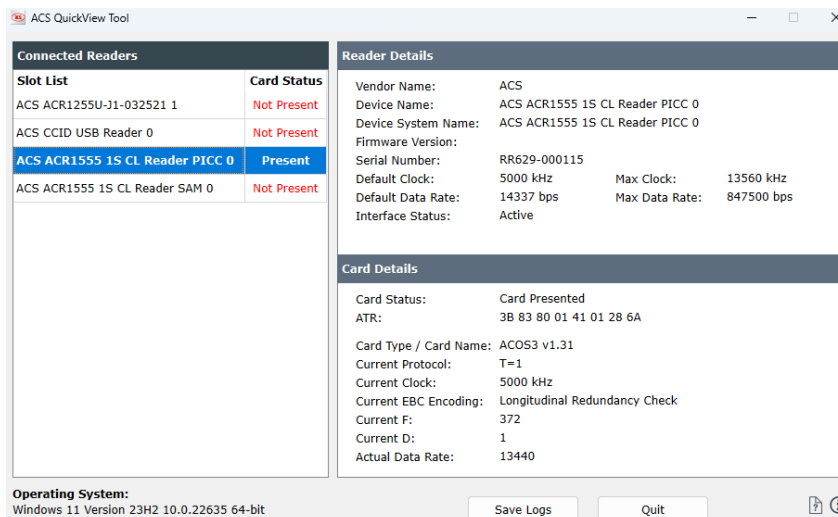 ACS QuickView Tool
Connected Readers
Slot List Card Status
ACS ACR1255U-J1-032521 1 Not Present
ACS CCID USB Reader 0 Not Present
ACS ACR1555 1S CL Reader PICC 0 Present
ACS ACR1555 1S CL Reader SAM 0 Not Present
Reader Details
Vendor Name: ACS
Device Name: ACS ACR1555 1S CL Reader PICC 0
Device System Name: ACS ACR1555 1S CL Reader PICC 0
Firmware Version:
Serial Number: RR629-000115
Default Clock: 5000 kHz Max Clock: 13560 kHz
Default Data Rate: 14337 bps Max Data Rate: 847500 bps
Interface Status: Active
Card Details
Card Status: Card Presented
ATR: 3B 83 80 01 41 01 28 6A
Card Type / Card Name: ACOS3 v1.31
Current Protocol: T=1
Current Clock: 5000 kHz
Current EBC Encoding: Longitudinal Redundancy Check
Current F: 372
Current D: 1
Actual Data Rate: 13440
Operating System:
Windows 11 Version 23H2 10.0.22635 64-bit
Save Logs Quit